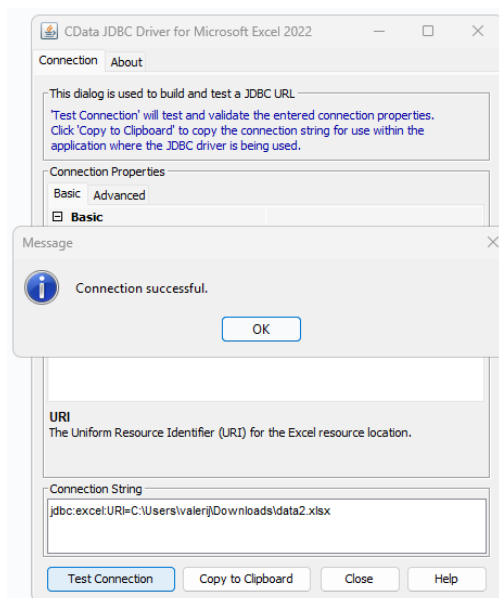 CData JDBC Driver for Microsoft Excel 2022
Connection About
This dialog is used to build and test a JDBC URL
'Test Connection' will test and validate the entered connection properties.
Click 'Copy to Clipboard' to copy the connection string for use within the
application where the JDBC driver is being used.
Connection Properties
Basic Advanced
Basic
Message
Connection successful.
OK
URI
The Uniform Resource Identifier (URI) for the Excel resource location.
Connection String
jdbc:excel:URI=C:\Users\valerij\Downloads\data2.xlsx
Test Connection Copy to Clipboard Close Help